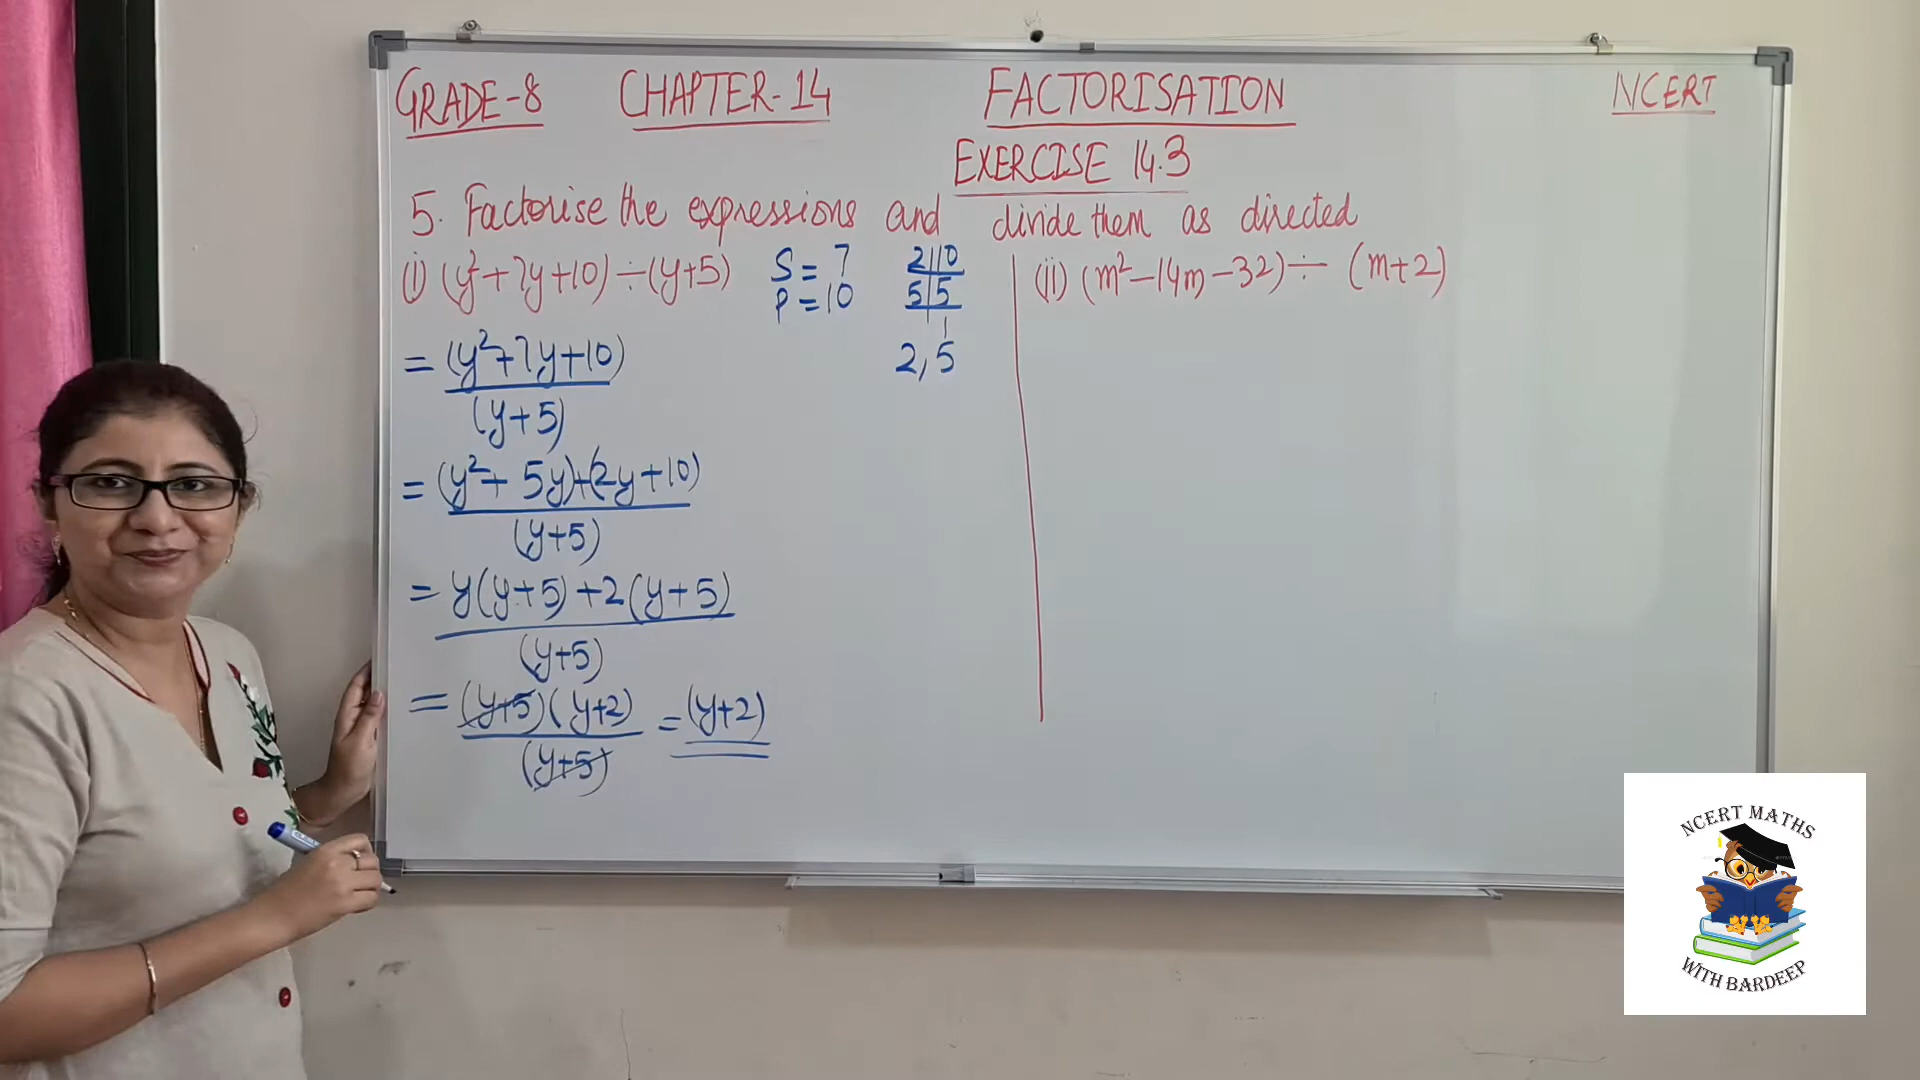 GRADE-8 CHAPTER-14 FACTORISATION NCERT
EXERCISE 14.3
5. Factorise the expressions and divide them as directed
(i) (y²+7y+10)÷(y+5)
S = 7
P = 10
2|10
5|5
1
2,5
= (y²+7y+10)
(y+5)
= (y²+ 5y)+(2y+10)
(y+5)
= y(y+5)+2(y+5)
(y+5)
= (y+5)(y+2) = (y+2)
(y+5)
(ii) (m²-14m-32)÷ (m+2)
NCERT MATHS
WITH BARDEEP